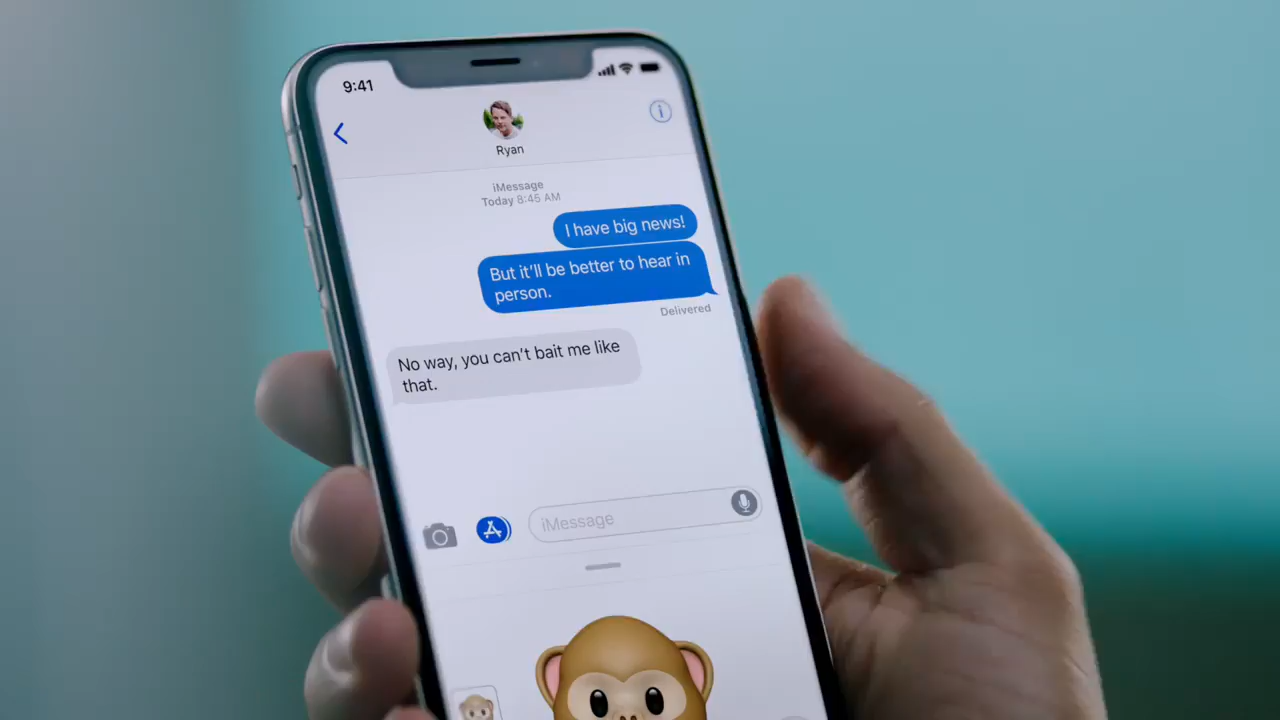 9:41
Ryan
iMessage
Today 8:45 AM
I have big news!
But it'll be better to hear in
person.
Delivered
No way, you can't bait me like
that.
iMessage